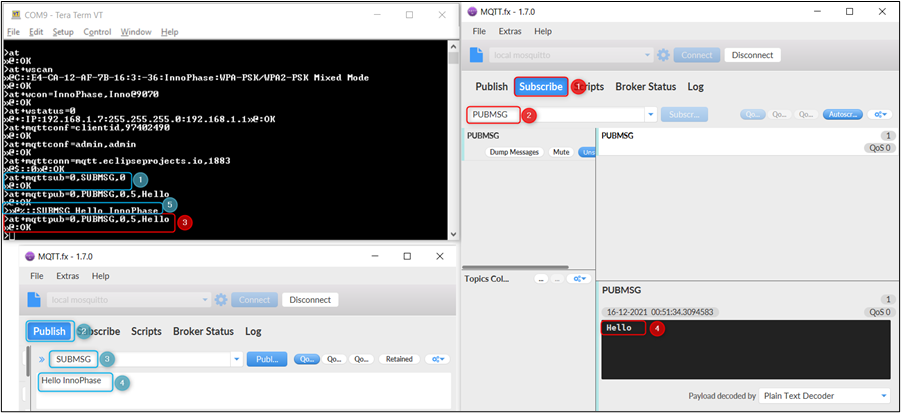 COM9 - Tera Term VT
File Edit Setup Control Window Help
>at
»@:OK
>at+wscan
»@C::E4-CA-12-AF-7B-16:3:-36:InnoPhase:WPA-PSK/WPA2-PSK Mixed Mode
»@:OK
>at+wcon=InnoPhase,Inno@9070
»@:OK
>at+wstatus=0
»@+:IP:192.168.1.7:255.255.255.0:192.168.1.1»@:OK
>at+mqttconf=clientid,97402490
»@:OK
>at+mqttconf=admin,admin
»@:OK
>at+mqttconn=mqtt.eclipseprojects.io,1883
»@$::0»@:OK
>at+mqttsub=0,SUBMSG,0
»@:OK
1
>at+mqttpub=0,PUBMSG,0,5,Hello
»@:OK
>»@%::SUBMSG Hello InnoPhase
5
>at+mqttpub=0,PUBMSG,0,5,Hello
»@:OK
3
>
MQTT.fx - 1.7.0
File Extras Help
local mosquitto Connect Disconnect
Publish 2 bscribe Scripts Broker Status Log
» SUBMSG 3 Publ... Qo... Qo... Qo... Retained
Hello InnoPhase 4
MQTT.fx - 1.7.0
File Extras Help
local mosquitto Connect Disconnect
Publish Subscribe 1 cripts Broker Status Log
PUBMSG 2 Subscr... Qo... Qo... Qo... Autoscr...
PUBMSG
Dump Messages Mute Uns
PUBMSG 1
QoS 0
Topics Col... ... ...
PUBMSG
1
16-12-2021 00:51:34.3094583 QoS 0
Hello 4
Payload decoded by Plain Text Decoder